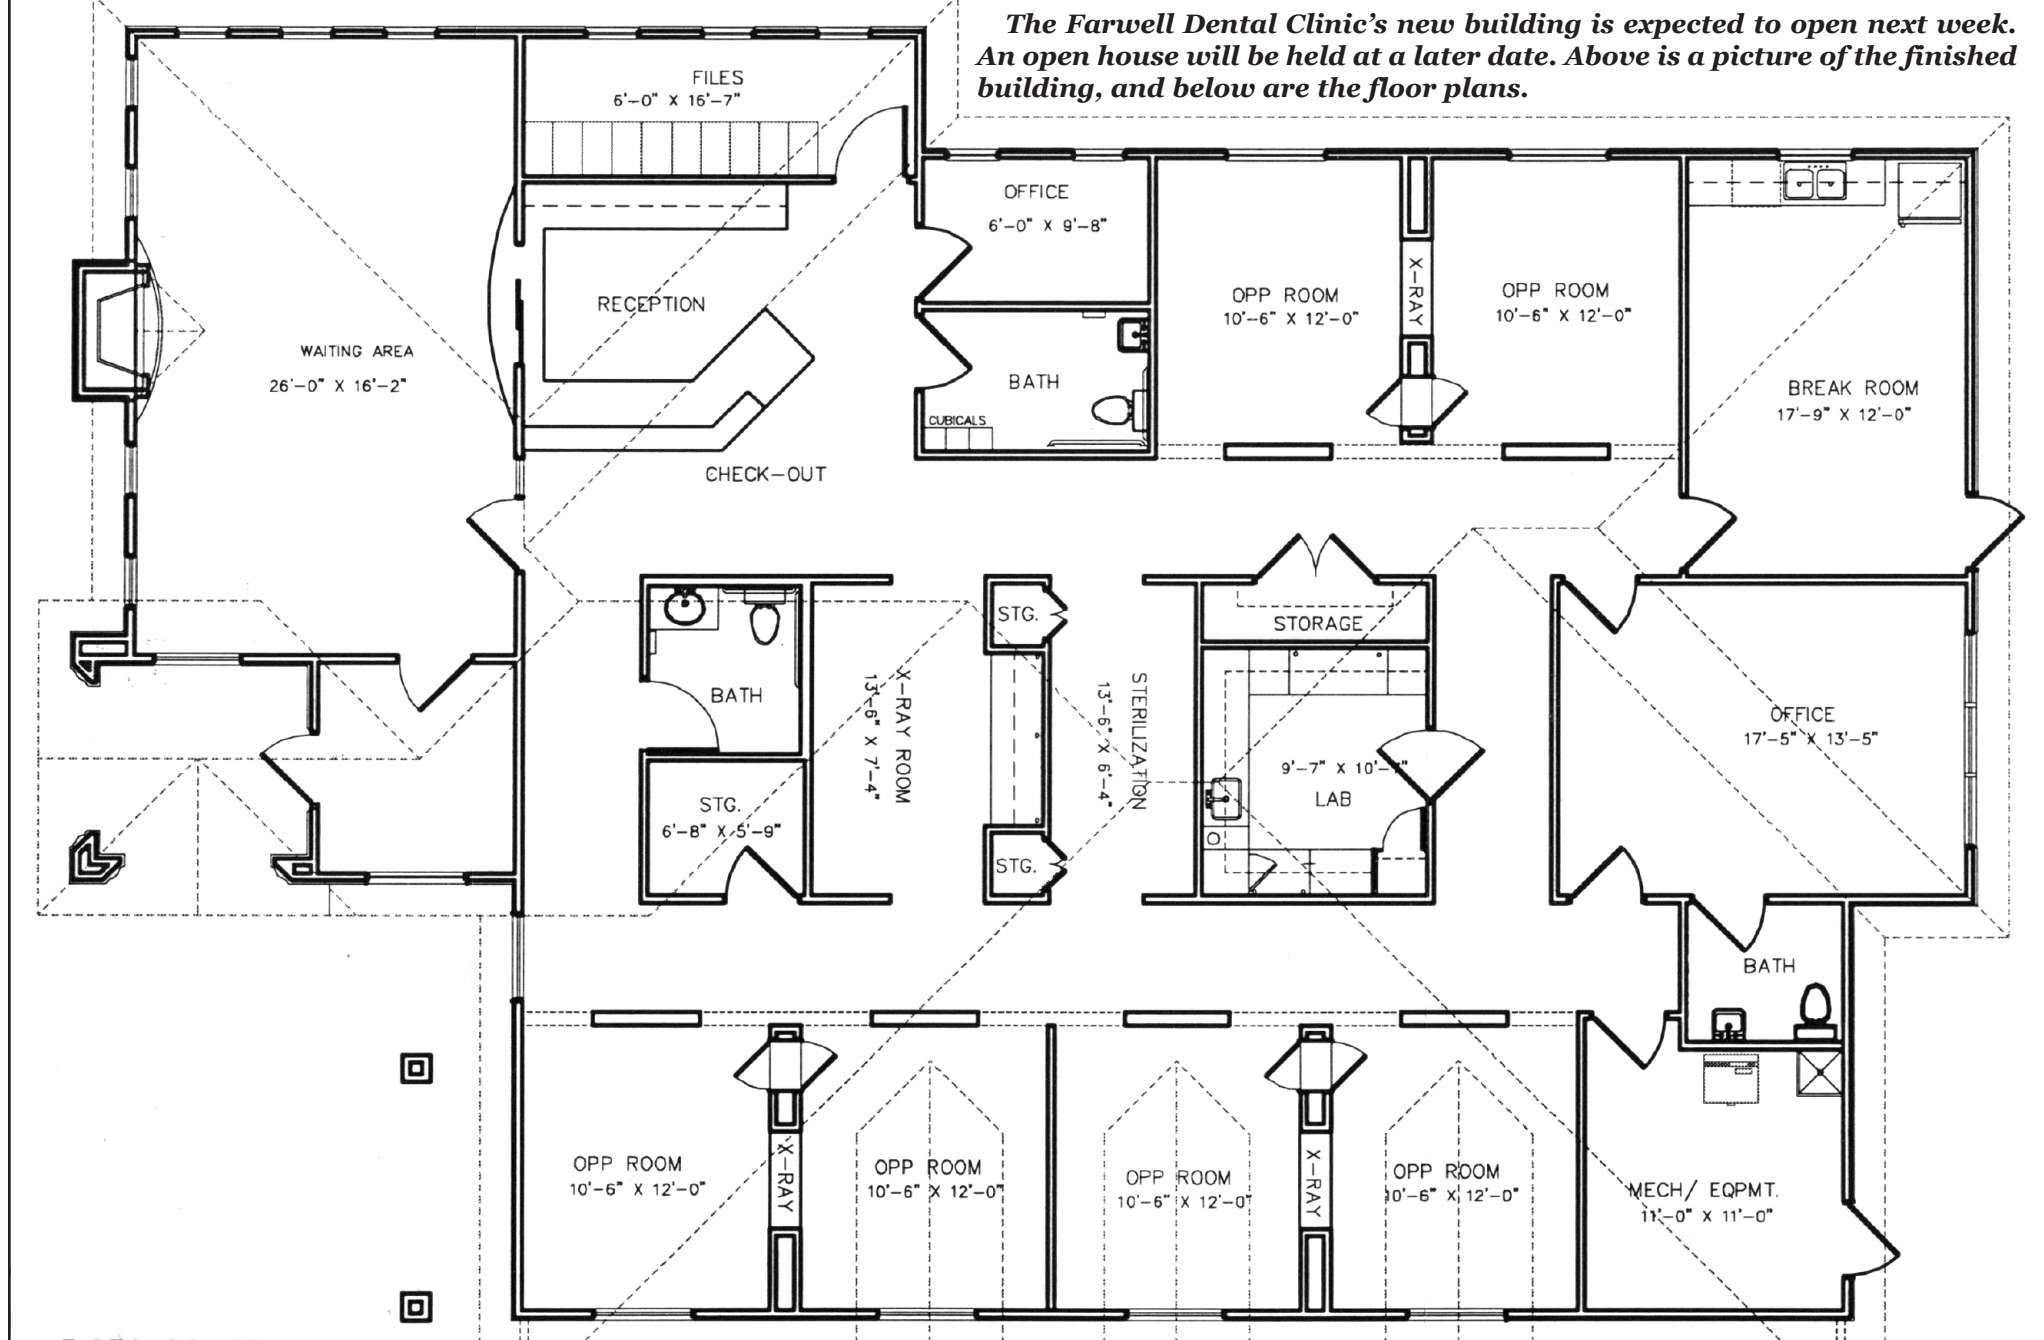 The Farwell Dental Clinic's new building is expected to open next week.
An open house will be held at a later date. Above is a picture of the finished
building, and below are the floor plans.
FILES
6'-0" X 16'-7"
OFFICE
6'-0" X 9'-8"
RECEPTION
OPP ROOM
10'-6" X 12'-0"
X-RAY
OPP ROOM
10'-6" X 12'-0"
WAITING AREA
26'-0" X 16'-2"
BATH
CUBICALS
BREAK ROOM
17'-9" X 12'-0"
CHECK-OUT
STG.
STORAGE
BATH
X-RAY ROOM
13'-6" X 7'-4"
STERILIZATION
13'-6" X 6'-4"
OFFICE
17'-5" X 13'-5"
LAB
STG.
6'-8" X 5'-9"
STG.
BATH
OPP ROOM
10'-6" X 12'-0"
X-RAY
OPP ROOM
10'-6" X 12'-0"
OPP ROOM
10'-6" X 12'-0"
X-RAY
OPP ROOM
10'-6" X 12'-0"
MECH/ EQPMT.
11'-0" X 11'-0"